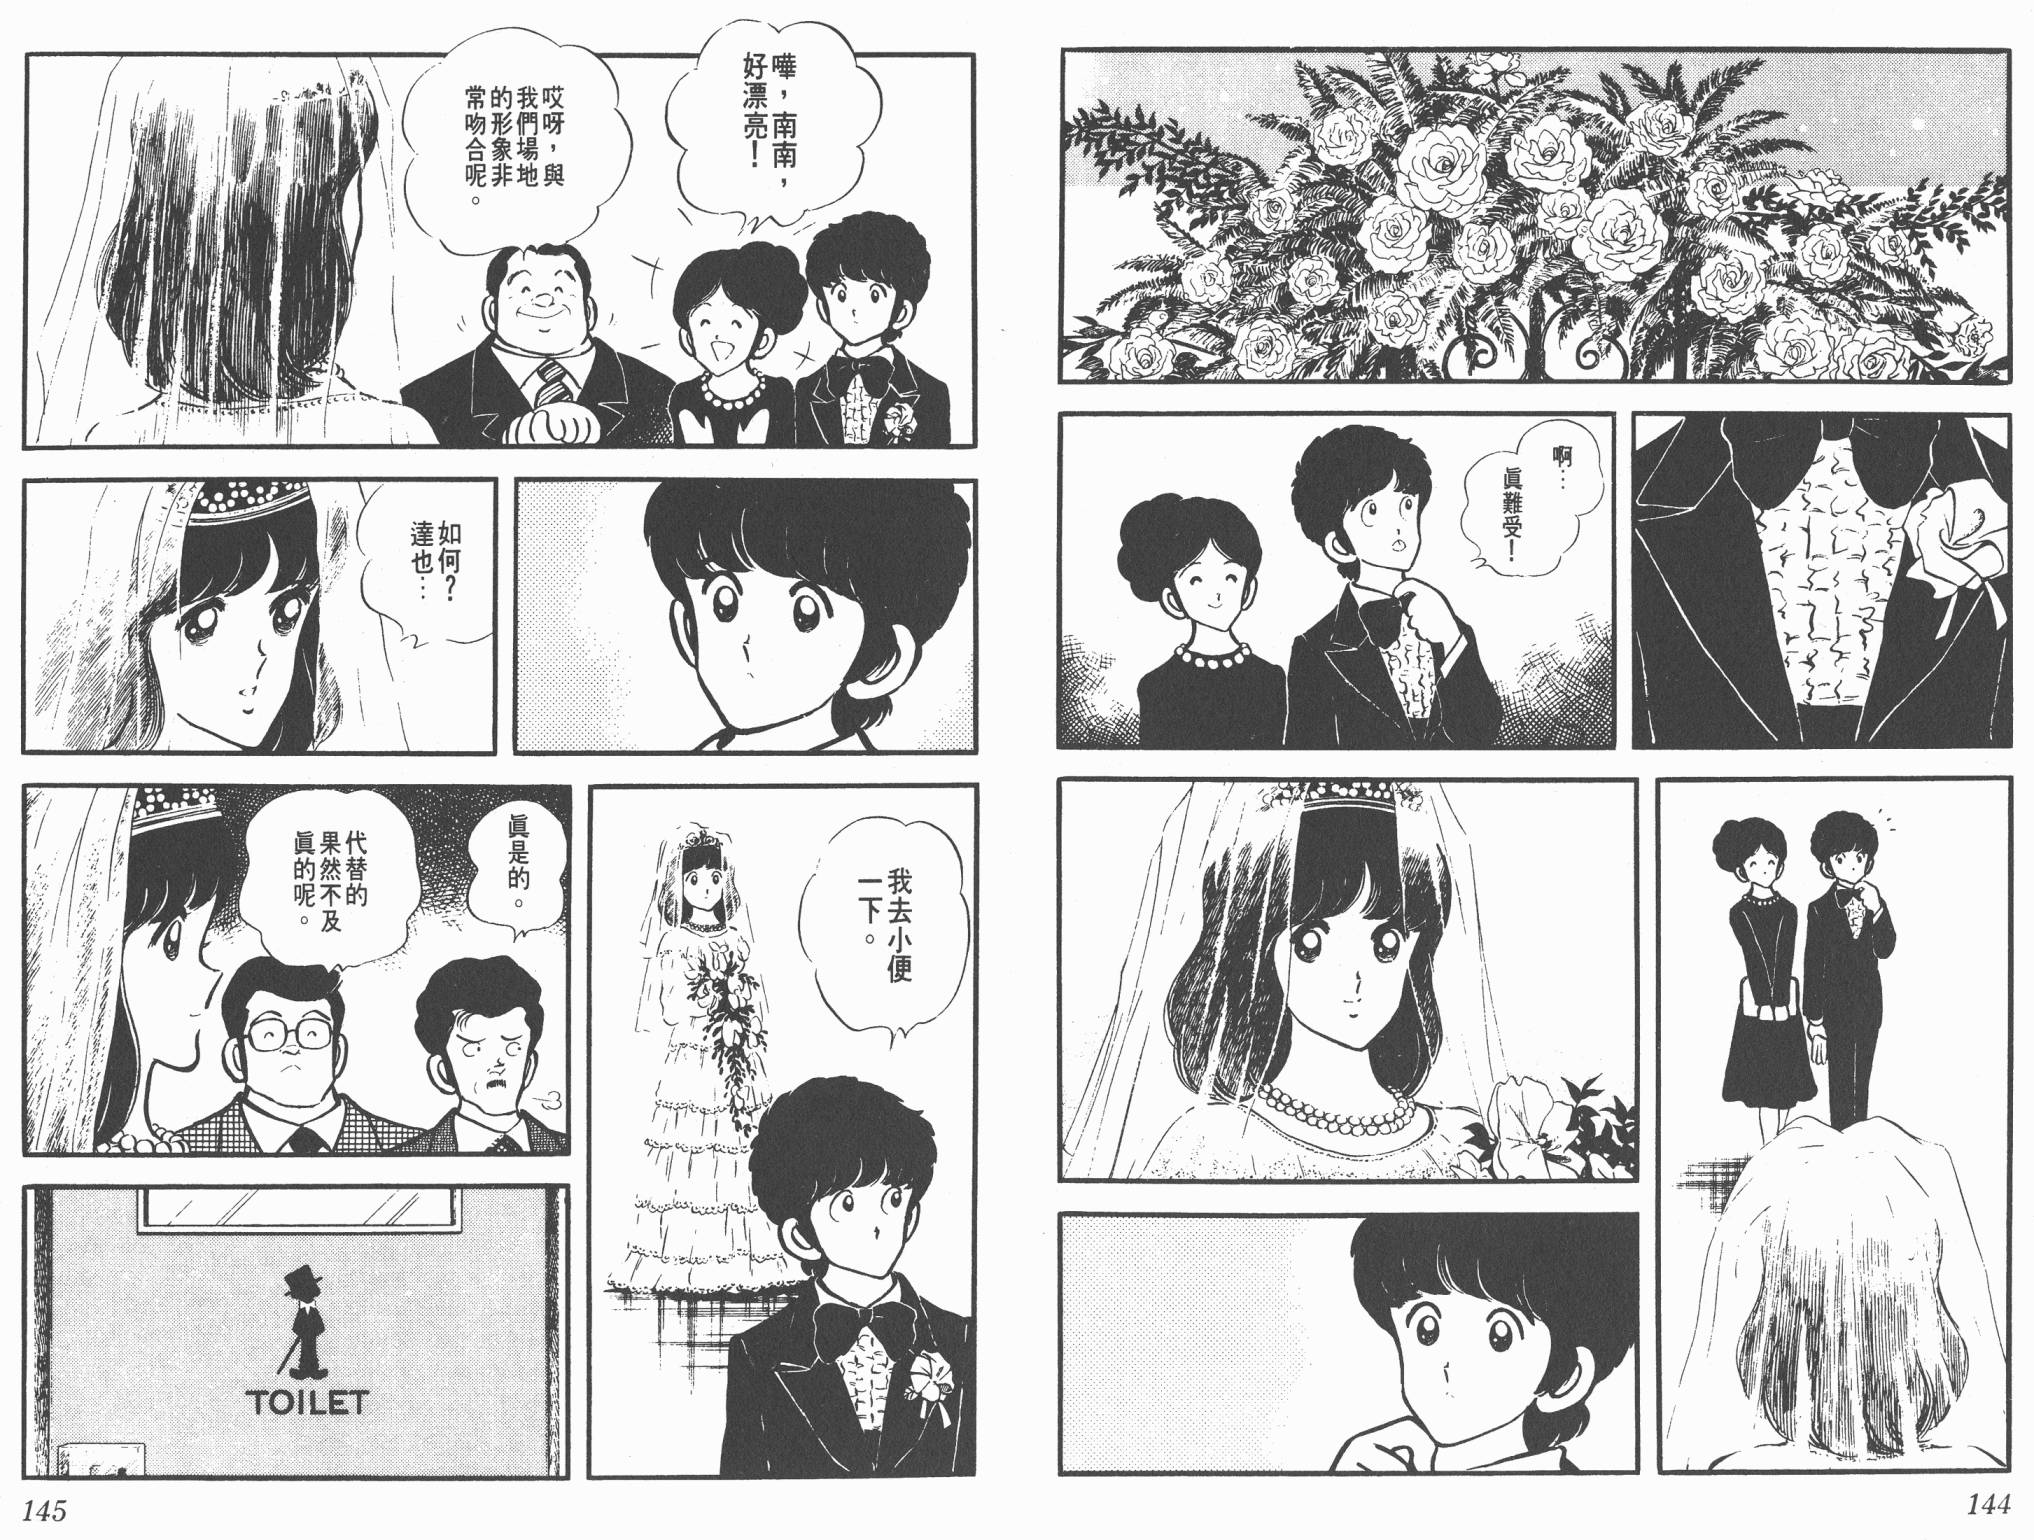 啊…
眞難受！
144
嘩，南南，
好漂亮！
哎呀，與
我們場地
的形象非
常吻合呢。
如何？
達也…
我去小便
一下。
眞是的。
代替的
果然不及
眞的呢。
TOILET
145